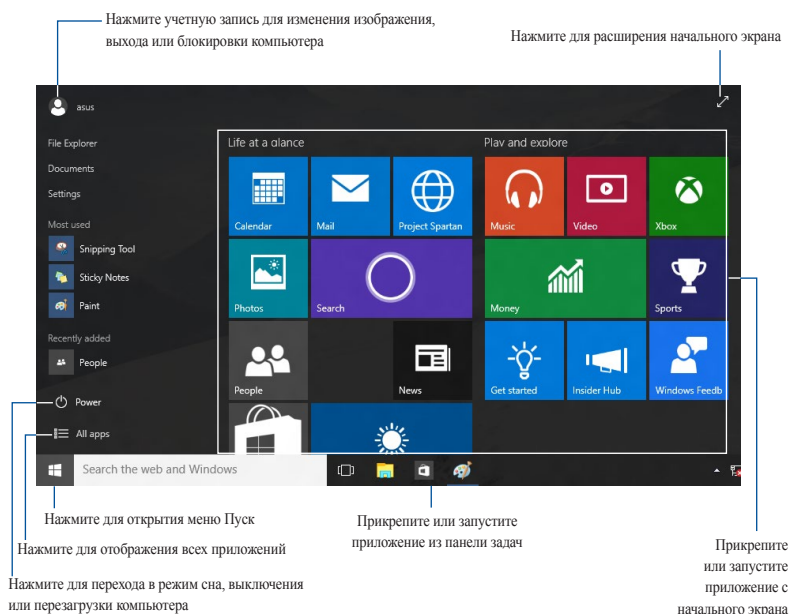 Нажмите учетную запись для изменения изображения,
выхода или блокировки компьютера
Нажмите для расширения начального экрана
asus
File Explorer
Documents
Settings
Most used
Snipping Tool
Sticky Notes
Paint
Recently added
People
Power
All apps
Life at a glance
Calendar
Mail
Project Spartan
Photos
Search
People
News
Play and explore
Music
Video
Xbox
Money
Sports
Get started
Insider Hub
Windows Feedb
Search the web and Windows
Нажмите для открытия меню Пуск
Нажмите для отображения всех приложений
Нажмите для перехода в режим сна, выключения
или перезагрузки компьютера
Прикрепите или запустите
приложение из панели задач
Прикрепите
или запустите
приложение с
начального экрана